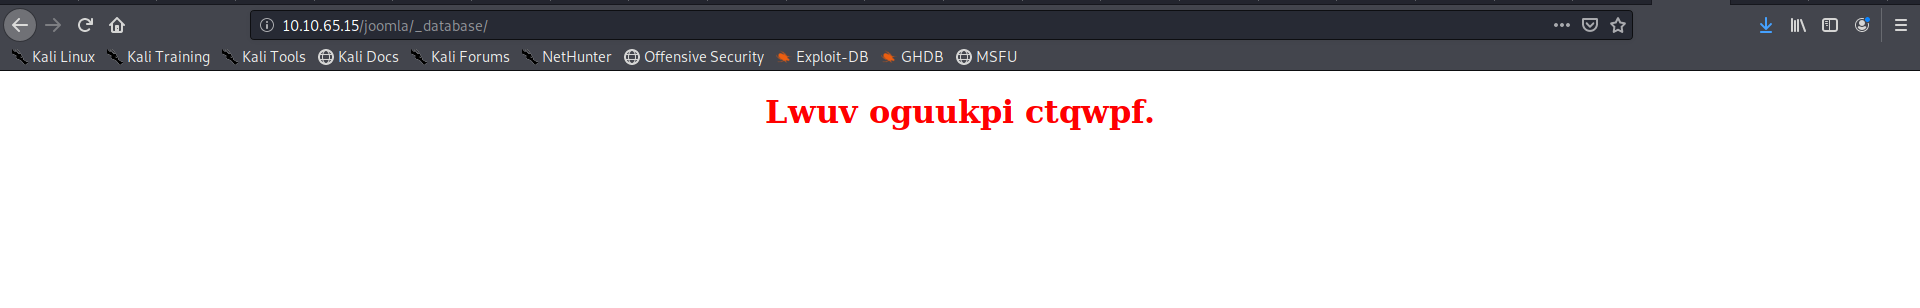 10.10.65.15/joomla/_database/
Kali Linux Kali Training Kali Tools Kali Docs Kali Forums NetHunter Offensive Security Exploit-DB GHDB MSFU
Lwuv oguukpi ctqwpf.